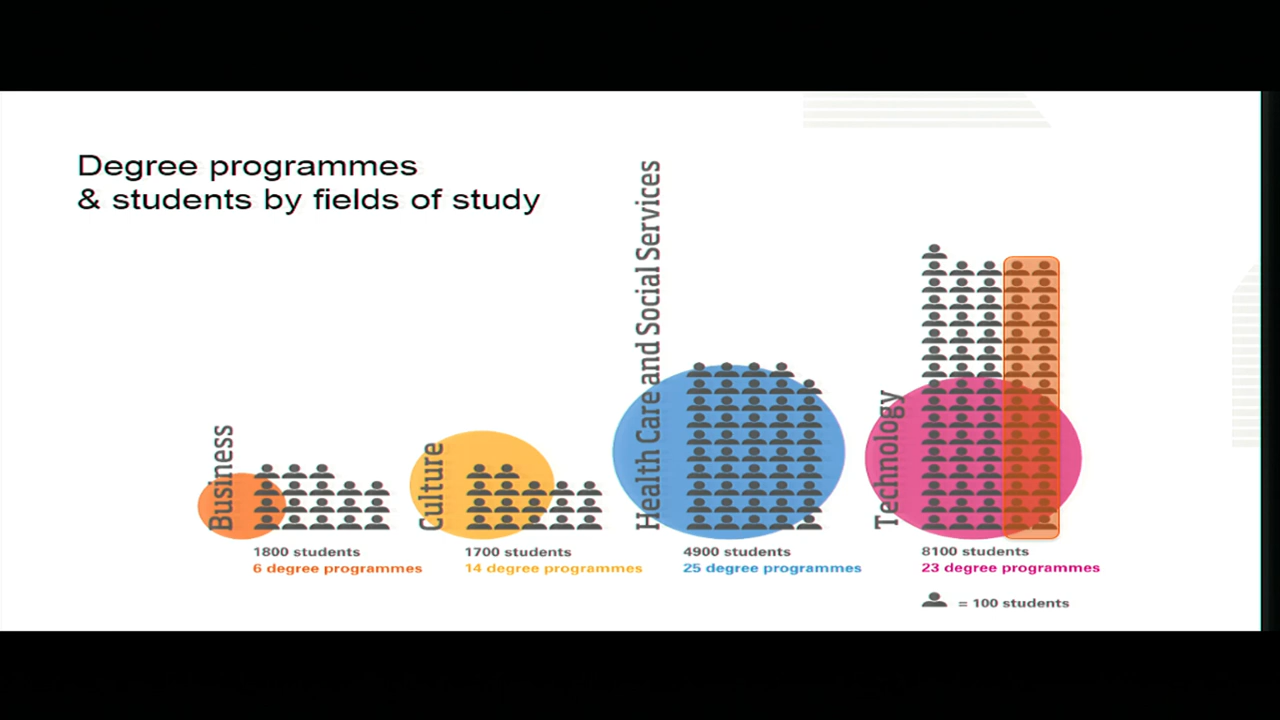 Degree programmes
& students by fields of study
Business
1800 students
6 degree programmes
Culture
1700 students
14 degree programmes
Health Care and Social Services
4900 students
25 degree programmes
Technology
8100 students
23 degree programmes
= 100 students